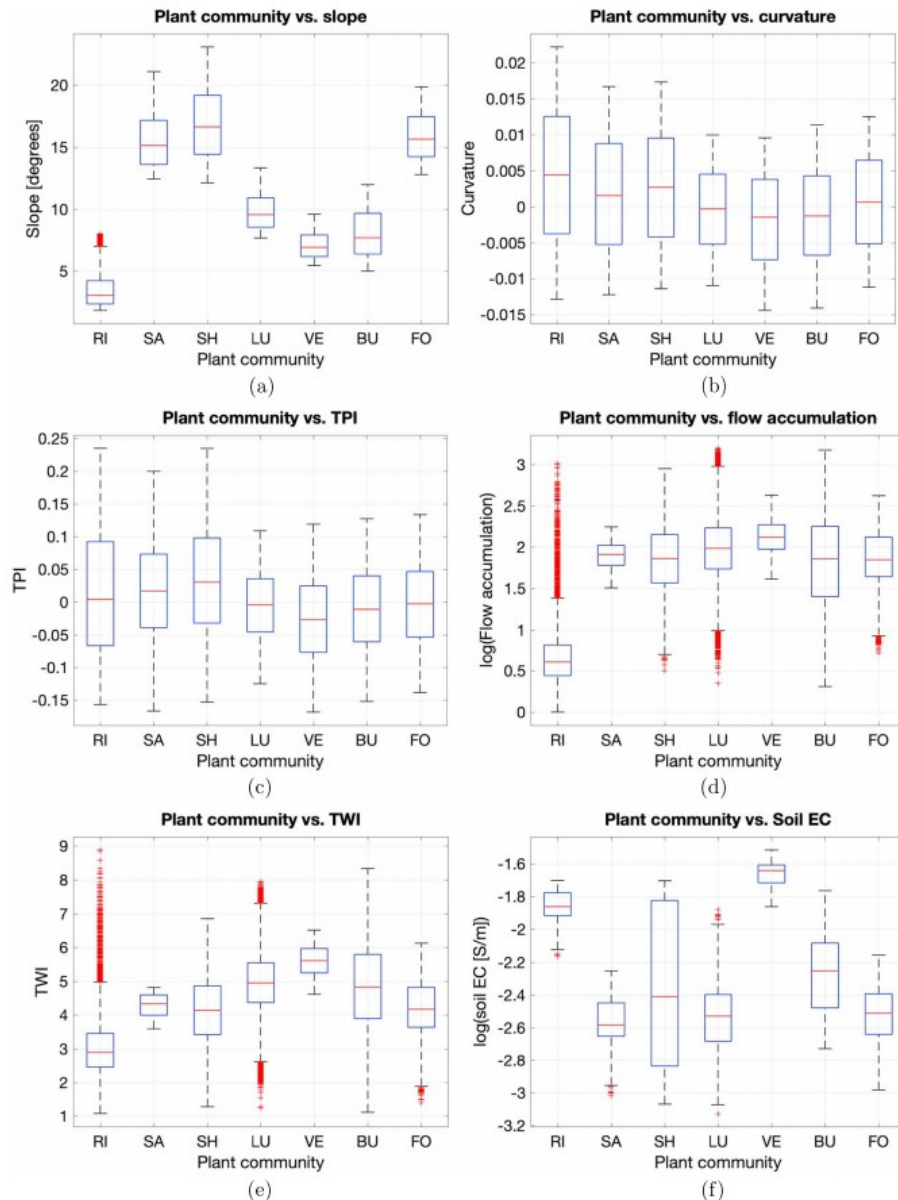 Plant community vs. slope
Slope [degrees]
20
15
10
5
RI SA SH LU VE BU FO
Plant community
(a)
Plant community vs. curvature
Curvature
0.02
0.015
0.01
0.005
0
-0.005
-0.01
-0.015
RI SA SH LU VE BU FO
Plant community
(b)
Plant community vs. TPI
TPI
0.25
0.2
0.15
0.1
0.05
0
-0.05
-0.1
-0.15
RI SA SH LU VE BU FO
Plant community
(c)
Plant community vs. flow accumulation
log(Flow accumulation)
3
2.5
2
1.5
1
0.5
0
RI SA SH LU VE BU FO
Plant community
(d)
Plant community vs. TWI
TWI
9
8
7
6
5
4
3
2
1
RI SA SH LU VE BU FO
Plant community
(e)
Plant community vs. Soil EC
log(soil EC [S/m])
-1.6
-1.8
-2
-2.2
-2.4
-2.6
-2.8
-3
-3.2
RI SA SH LU VE BU FO
Plant community
(f)